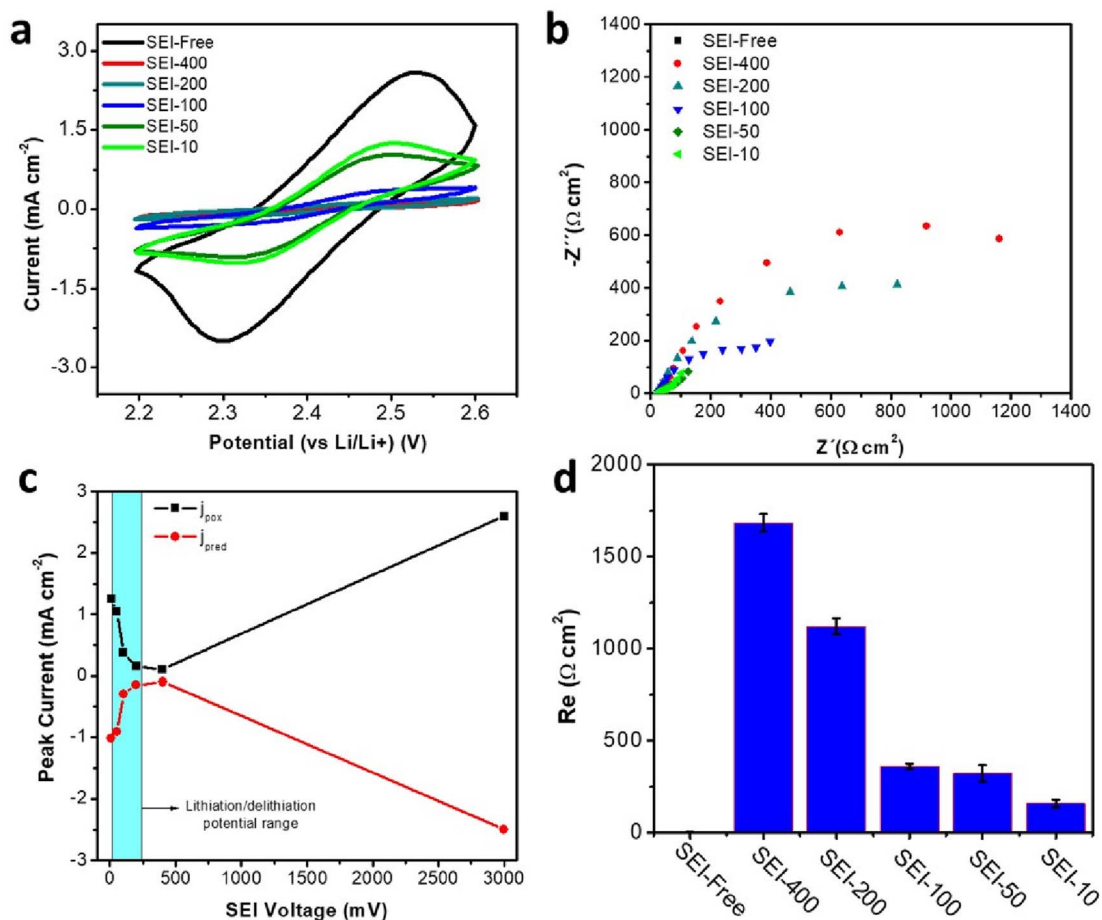 a
3.0
1.5
0.0
-1.5
-3.0
Current (mA cm⁻²)
SEI-Free
SEI-400
SEI-200
SEI-100
SEI-50
SEI-10
2.2 2.3 2.4 2.5 2.6
Potential (vs Li/Li+) (V)
b
1400
1200
1000
800
600
400
200
0
-Z´´(Ω cm²)
SEI-Free
SEI-400
SEI-200
SEI-100
SEI-50
SEI-10
0 200 400 600 800 1000 1200 1400
Z´(Ω cm²)
c
3
2
1
0
-1
-2
-3
Peak Current (mA cm⁻²)
j pox
j pred
Lithiation/delithiation
potential range
0 500 1000 1500 2000 2500 3000
SEI Voltage (mV)
d
2000
1500
1000
500
0
Re (Ω cm²)
SEI-Free
SEI-400
SEI-200
SEI-100
SEI-50
SEI-10